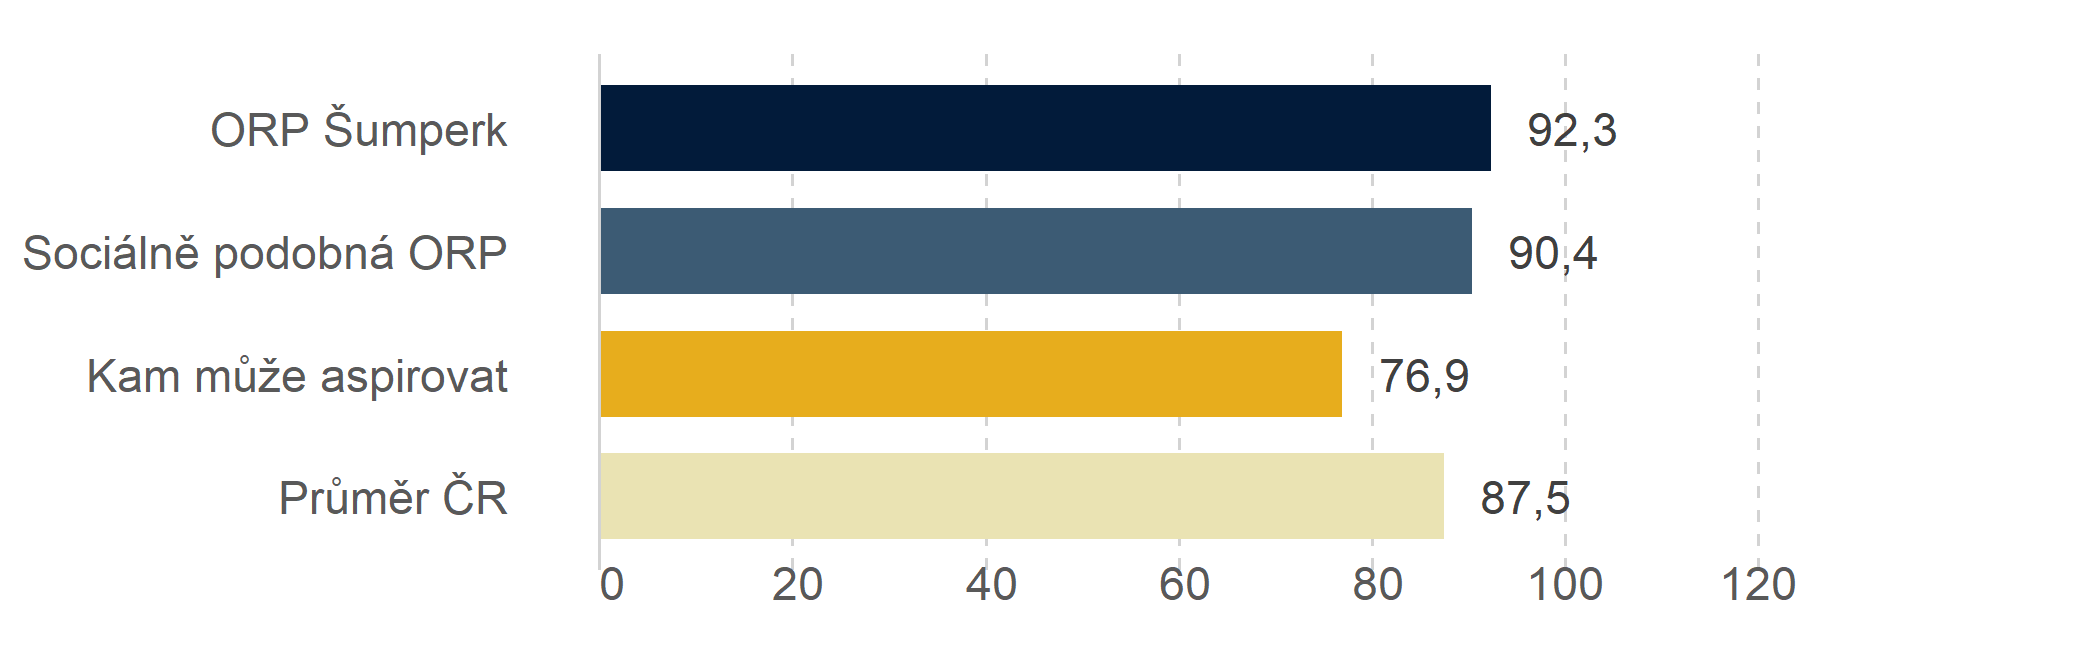 ORP Šumperk 92,3
Sociálně podobná ORP 90,4
Kam může aspirovat 76,9
Průměr ČR 87,5
0 20 40 60 80 100 120